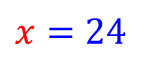 x = 24